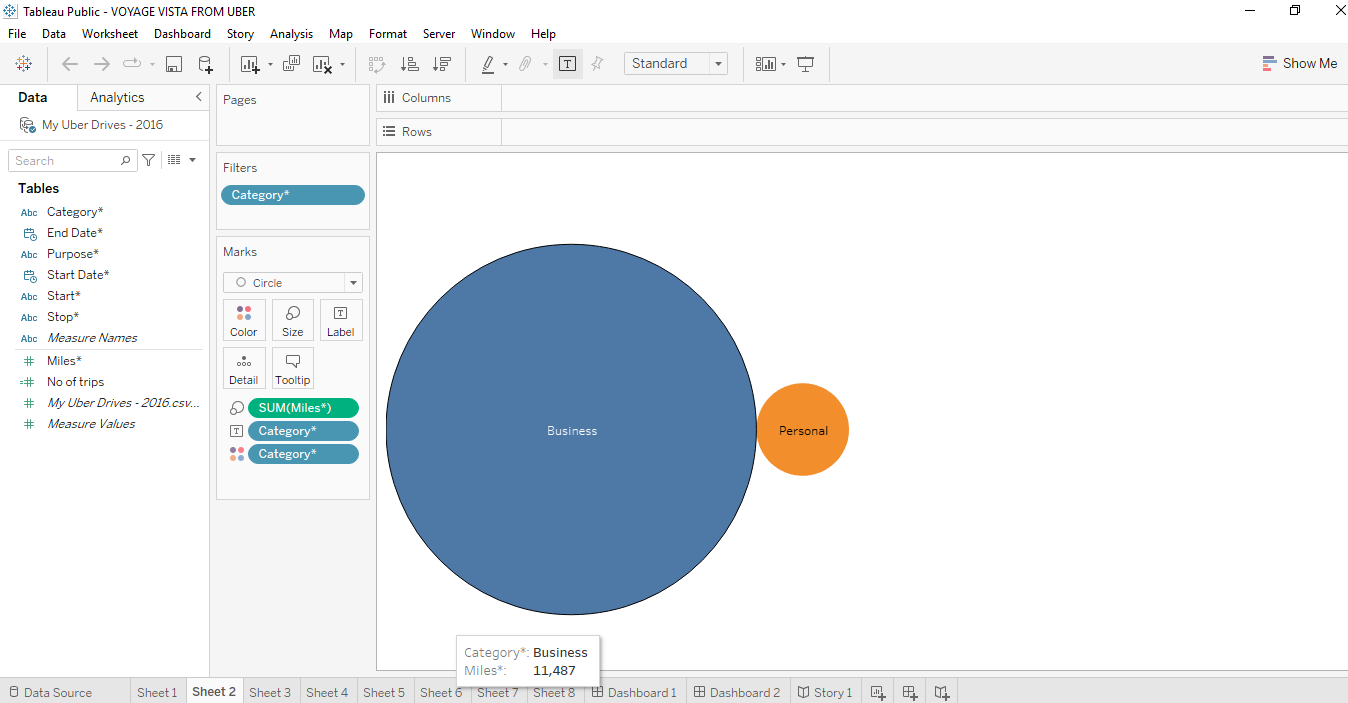 Tableau Public - VOYAGE VISTA FROM UBER
File Data Worksheet Dashboard Story Analysis Map Format Server Window Help
Standard
Show Me
Data Analytics
My Uber Drives - 2016
Search
Tables
Abc Category*
End Date*
Abc Purpose*
Start Date*
Abc Start*
Abc Stop*
Abc Measure Names
# Miles*
=# No of trips
# My Uber Drives - 2016.csv...
# Measure Values
Pages
Filters
Category*
Marks
Circle
Color Size T Label
Detail Tooltip
SUM(Miles*)
T Category*
Category*
Columns
Rows
Business
Personal
Category*: Business
Miles*: 11,487
Data Source Sheet 1 Sheet 2 Sheet 3 Sheet 4 Sheet 5 Sheet 6 Sheet 7 Sheet 8 Dashboard 1 Dashboard 2 Story 1